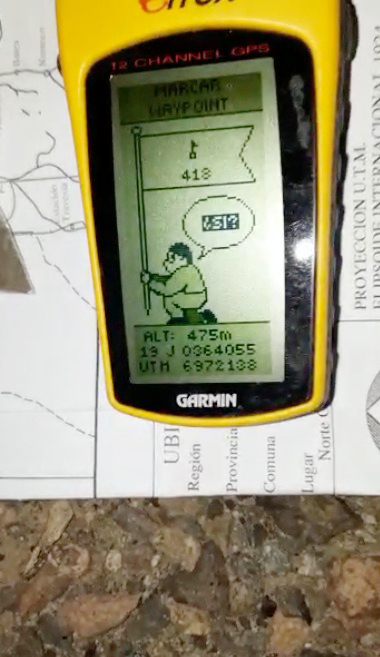 eTrex
12 CHANNEL GPS
MARCAR
WAYPOINT
418
¿SI?
ALT: 475m
19 J 0364055
UTM 6972138
GARMIN
PROYECCION U.T.M.
ELIPSOIDE INTERNACIONAL 1924
UBI
Región
Provincia
Comuna
Lugar
Norte